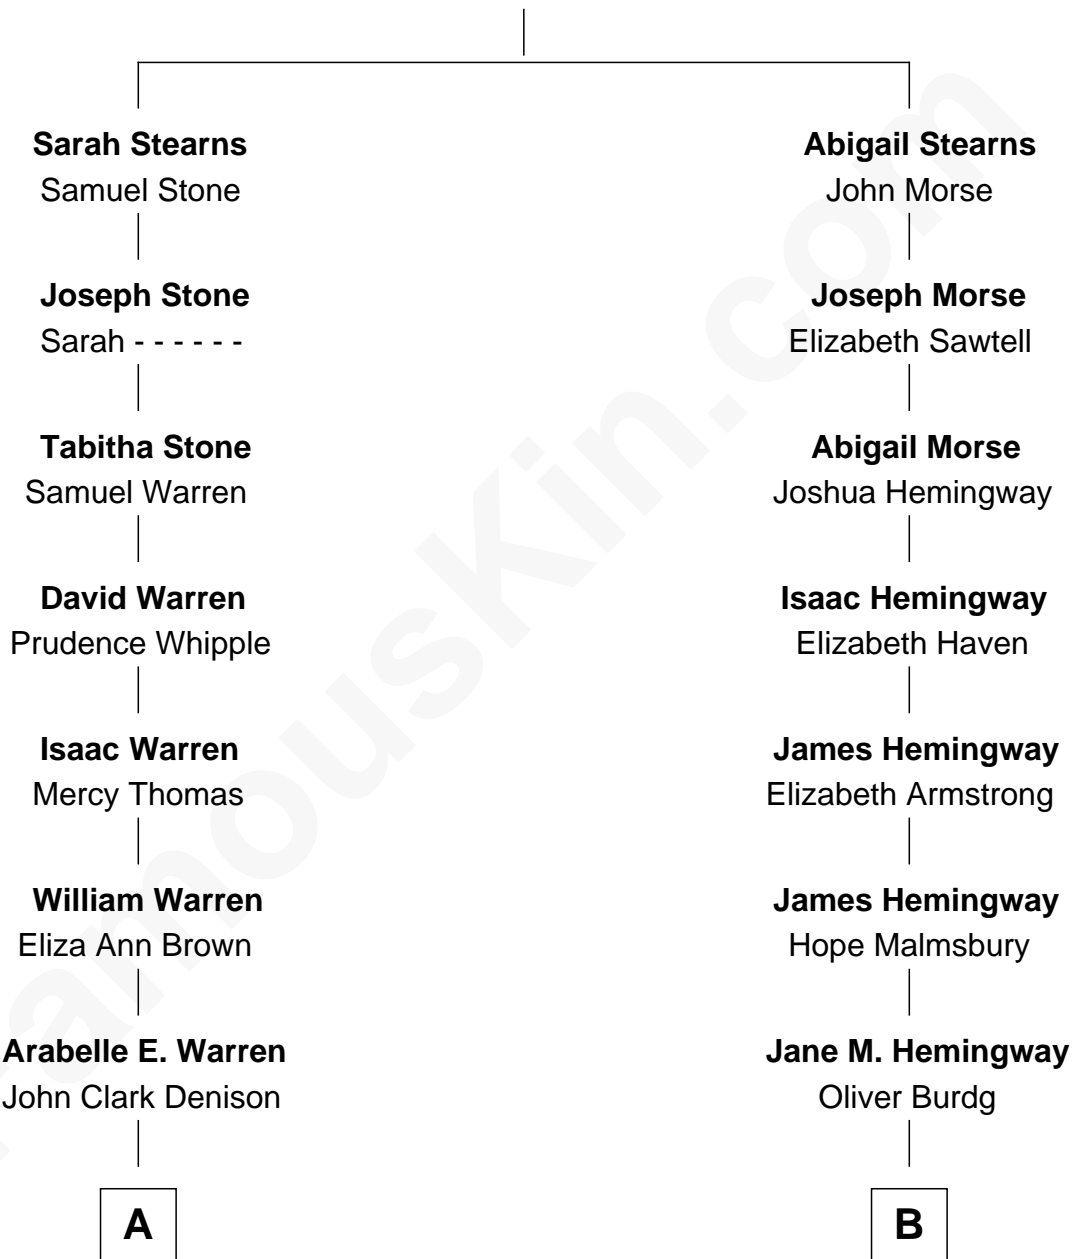 Sarah Stearns
Samuel Stone
Joseph Stone
Sarah - - - - - -
Tabitha Stone
Samuel Warren
David Warren
Prudence Whipple
Isaac Warren
Mercy Thomas
William Warren
Eliza Ann Brown
Arabelle E. Warren
John Clark Denison
A
Abigail Stearns
John Morse
Joseph Morse
Elizabeth Sawtell
Abigail Morse
Joshua Hemingway
Isaac Hemingway
Elizabeth Haven
James Hemingway
Elizabeth Armstrong
James Hemingway
Hope Malmsbury
Jane M. Hemingway
Oliver Burdg
B
FamousKin.com